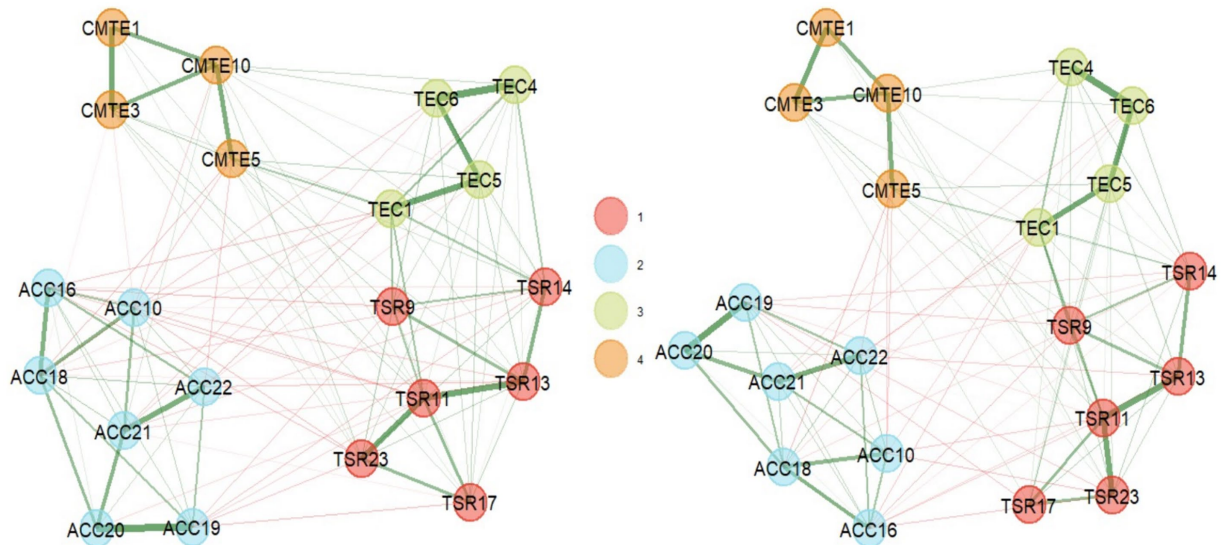 CMTE1
CMTE10
CMTE3
CMTE5
TEC6
TEC4
TEC5
TEC1
ACC16
ACC10
ACC18
ACC22
ACC21
ACC20
ACC19
TSR14
TSR9
TSR13
TSR11
TSR23
TSR17
1
2
3
4
CMTE1
CMTE3
CMTE10
CMTE5
TEC4
TEC6
TEC5
TEC1
TSR14
ACC19
TSR9
ACC20
ACC22
ACC21
TSR13
TSR11
ACC18
ACC10
TSR17
TSR23
ACC16